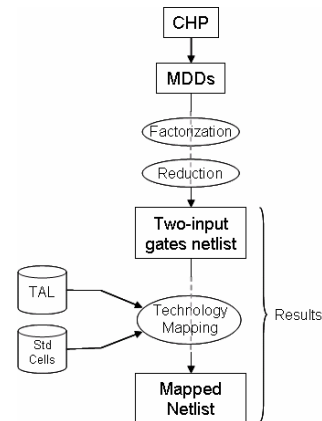 CHP
MDDs
Factorization
Reduction
Two-input
gates netlist
TAL
Technology
Mapping
Results
Std
Cells
Mapped
Netlist